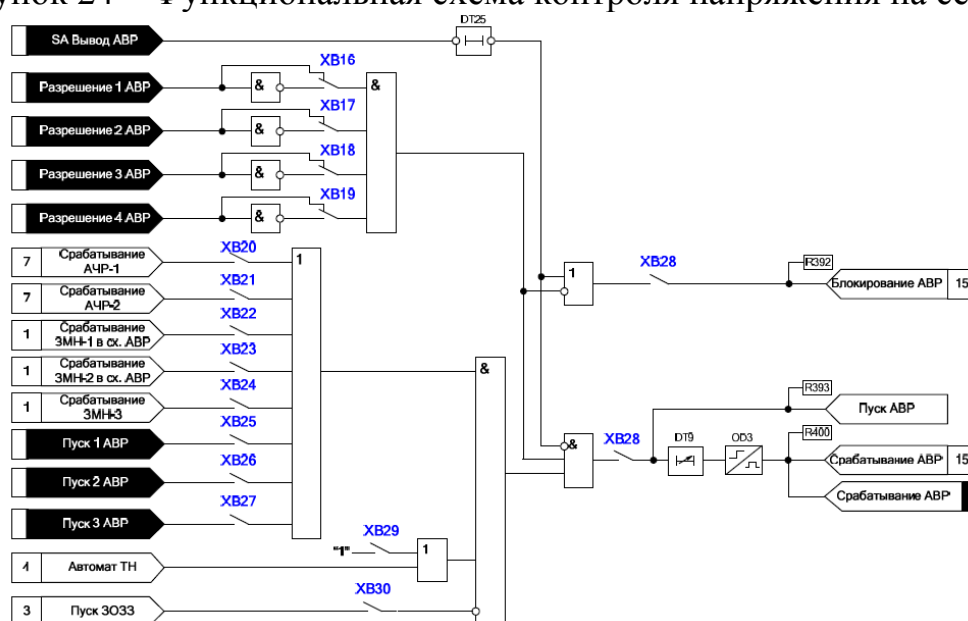 Функциональная схема контроля напряжения на
DT25
SA Вывод АВР
XB16
Разрешение 1 АВР
&
&
XB17
Разрешение 2 АВР
&
XB18
Разрешение 3 АВР
&
XB19
Разрешение 4 АВР
&
7
Срабатывание
АЧР-1
XB20
1
7
Срабатывание
АЧР-2
XB21
1
XB28
R392
Блокирование АВР
15
1
Срабатывание
ЗМН-1 в сх. АВР
XB22
1
Срабатывание
ЗМН-2 в сх. АВР
XB23
&
1
Срабатывание
ЗМН-3
XB24
R393
Пуск АВР
Пуск 1 АВР
XB25
&
XB28
DT9
OD3
R400
Срабатывание АВР
15
Пуск 2 АВР
XB26
Срабатывание АВР
Пуск 3 АВР
XB27
"1"
XB29
1
4
Автомат ТН
3
Пуск ЗОЗЗ
XB30